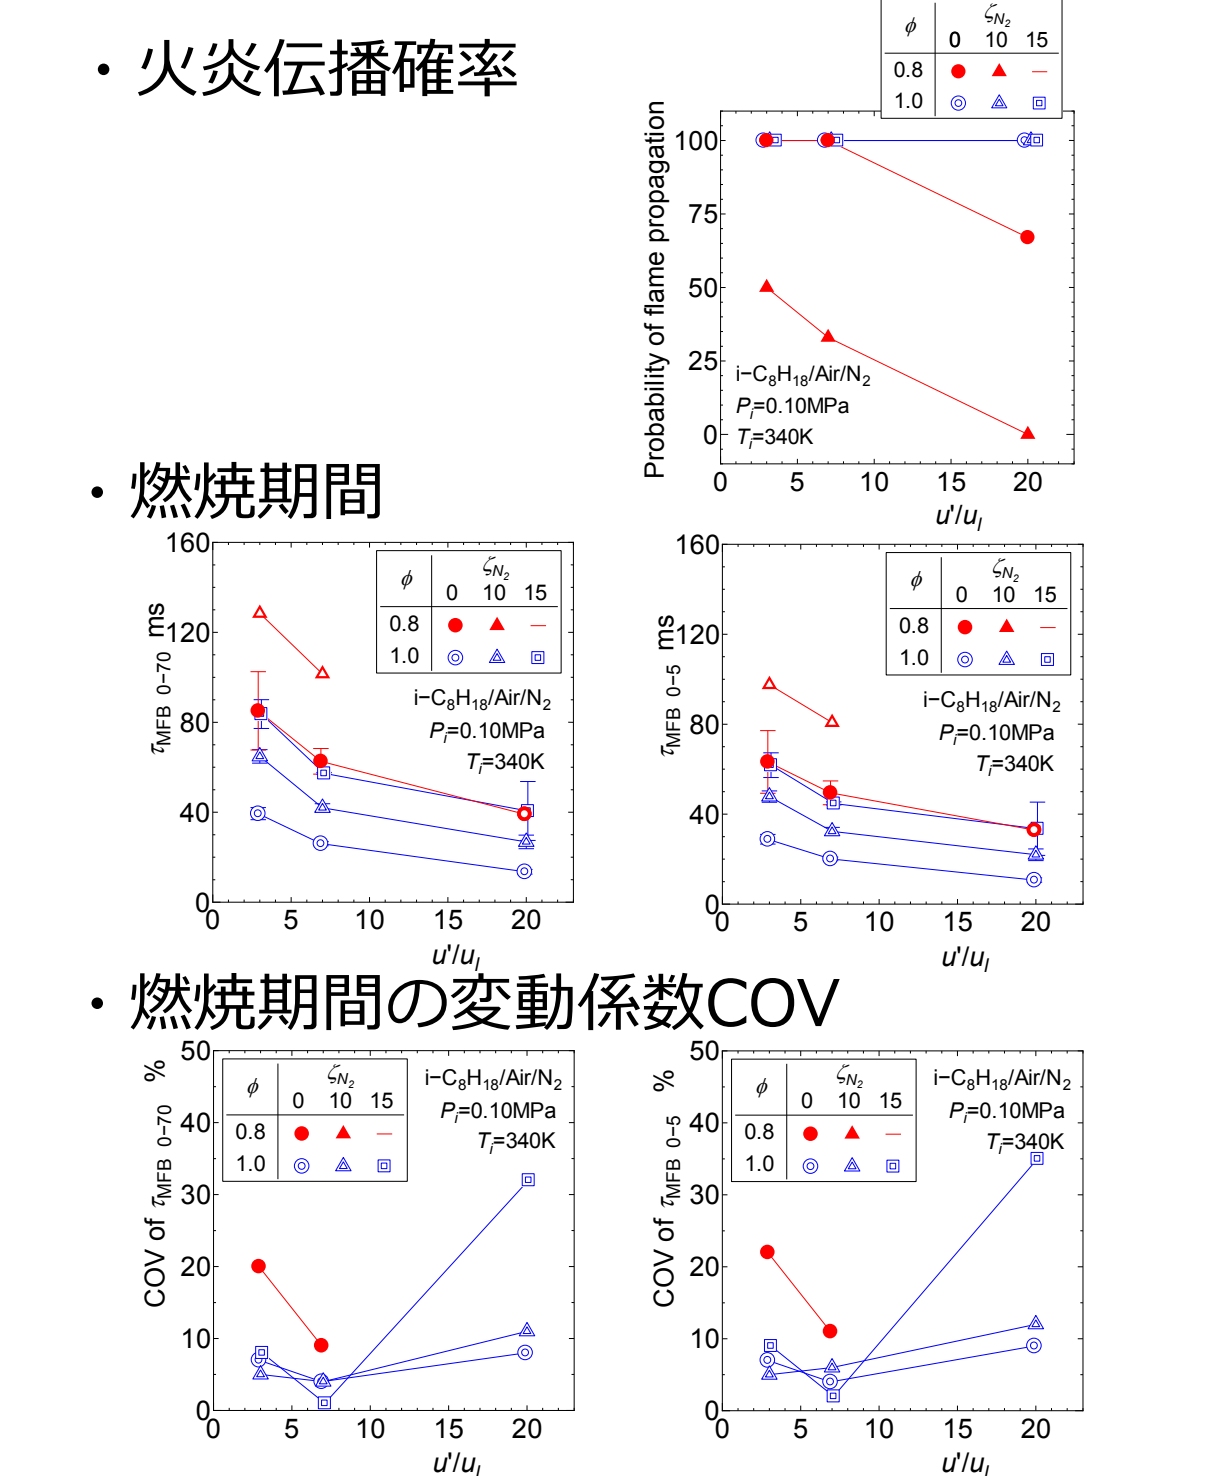 ・火炎伝播確率
ϕ ζN2
0 10 15
0.8
1.0
Probability of flame propagation
100
75
50
25
0
i−C8H18/Air/N2
Pi=0.10MPa
Ti=340K
0 5 10 15 20
u'/ul
・燃焼期間
τMFB 0−70 ms
160
120
80
40
0
ϕ ζN2
0 10 15
0.8
1.0
i−C8H18/Air/N2
Pi=0.10MPa
Ti=340K
0 5 10 15 20
u'/ul
τMFB 0−5 ms
160
120
80
40
0
ϕ ζN2
0 10 15
0.8
1.0
i−C8H18/Air/N2
Pi=0.10MPa
Ti=340K
0 5 10 15 20
u'/ul
・燃焼期間の変動係数COV
COV of τMFB 0−70 %
50
40
30
20
10
0
ϕ ζN2
0 10 15
0.8
1.0
i−C8H18/Air/N2
Pi=0.10MPa
Ti=340K
0 5 10 15 20
u'/ul
COV of τMFB 0−5 %
50
40
30
20
10
0
ϕ ζN2
0 10 15
0.8
1.0
i−C8H18/Air/N2
Pi=0.10MPa
Ti=340K
0 5 10 15 20
u'/ul